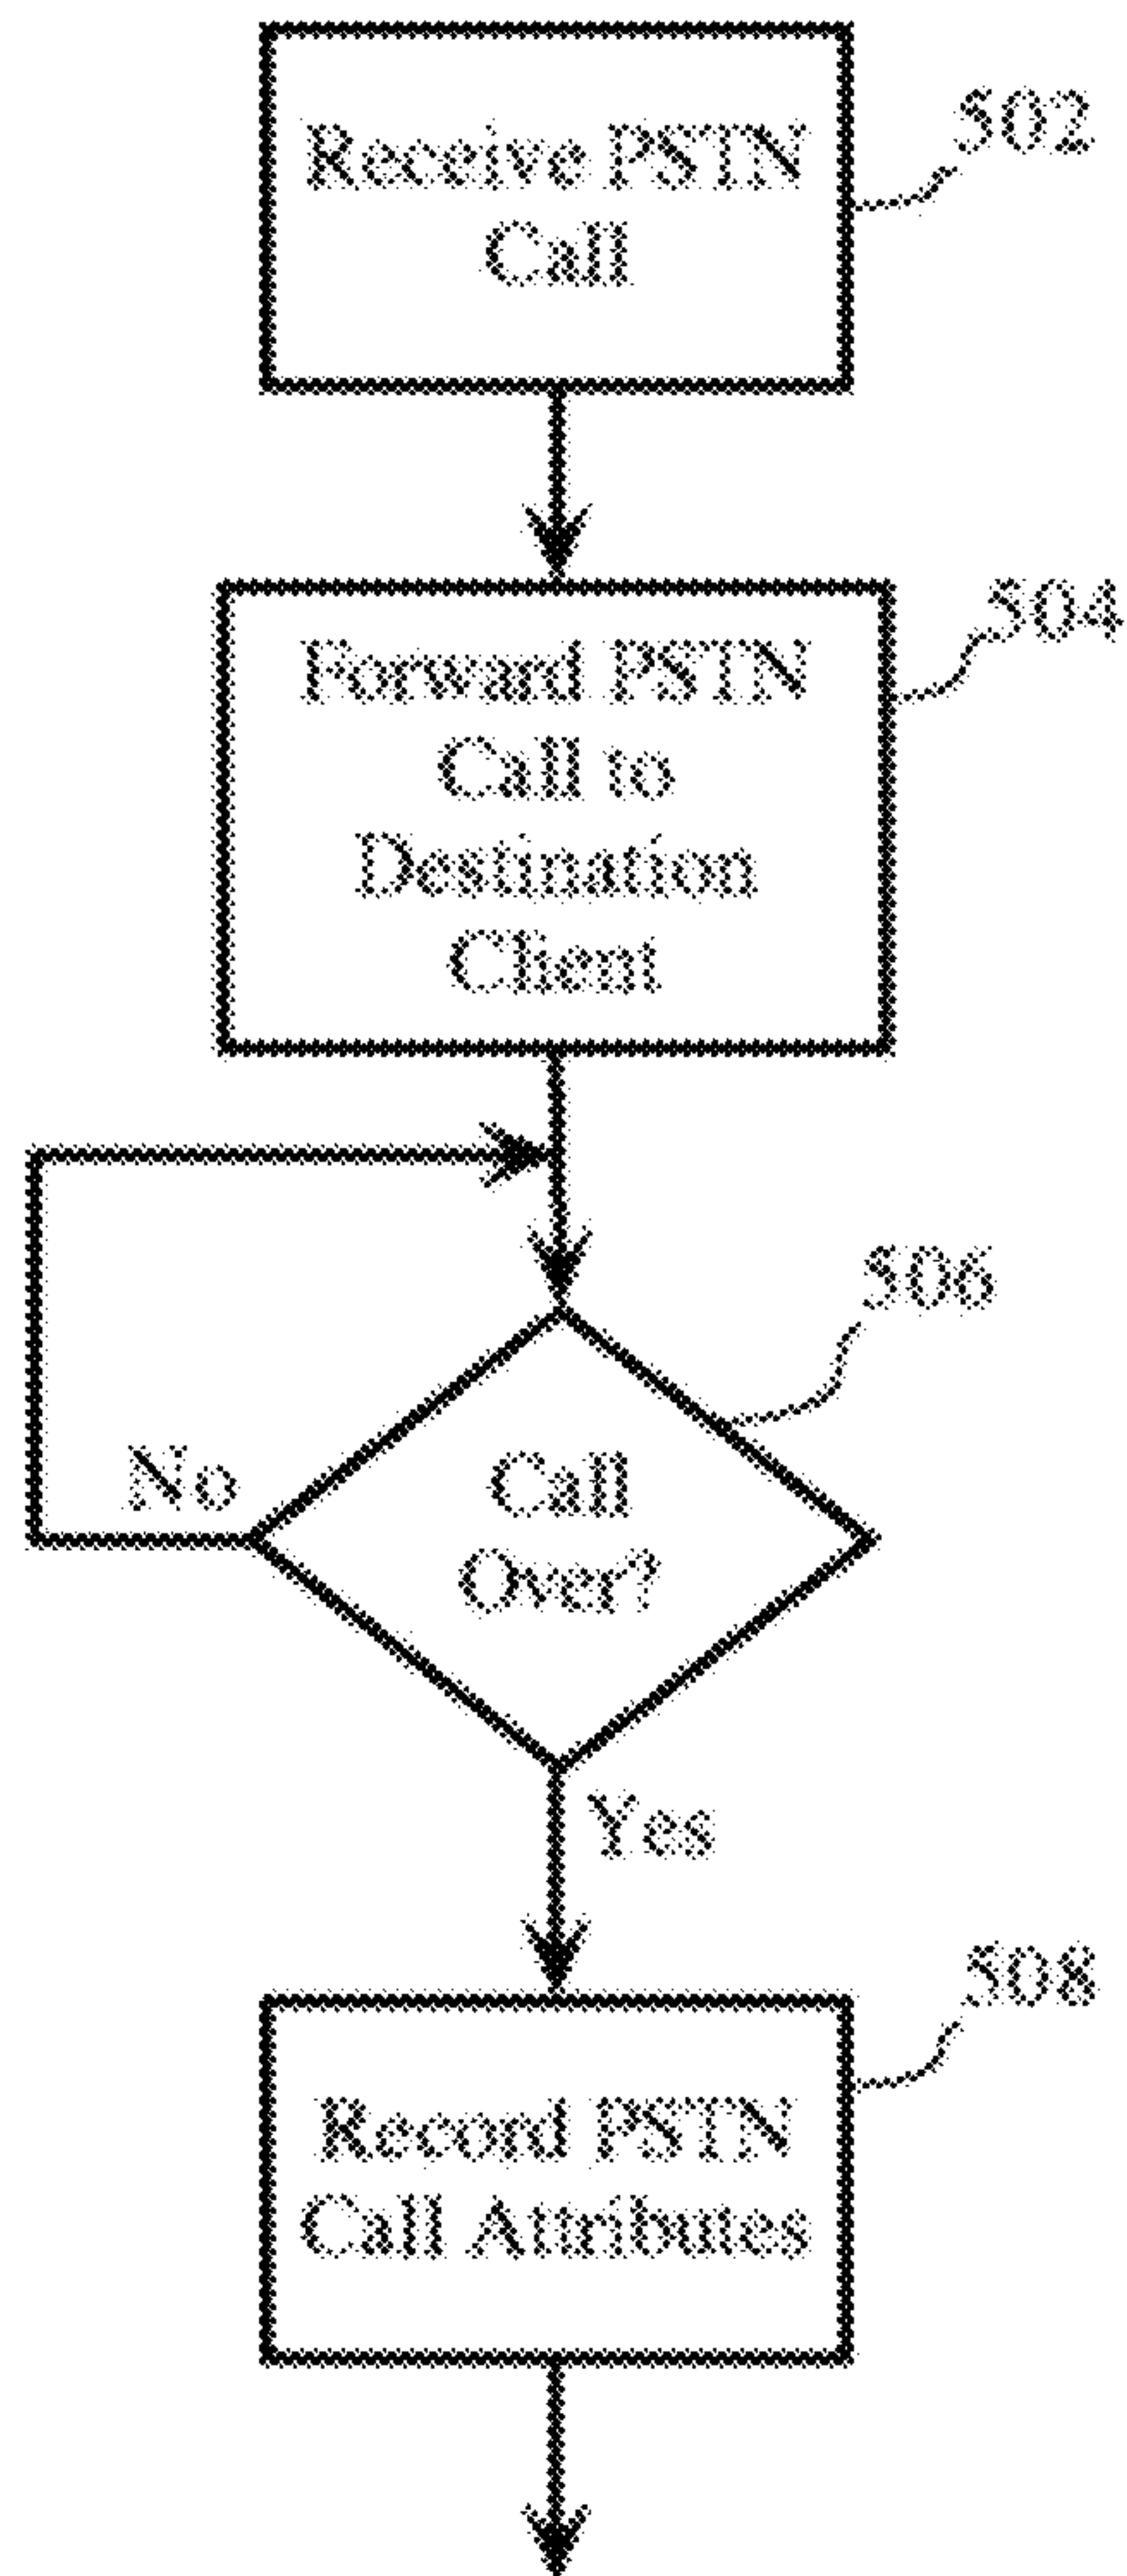 Receive PSTN
Call
502
Forward PSTN
Call to
Destination
Client
504
506
Call
Over?
No
Yes
508
Record PSTN
Call Attributes